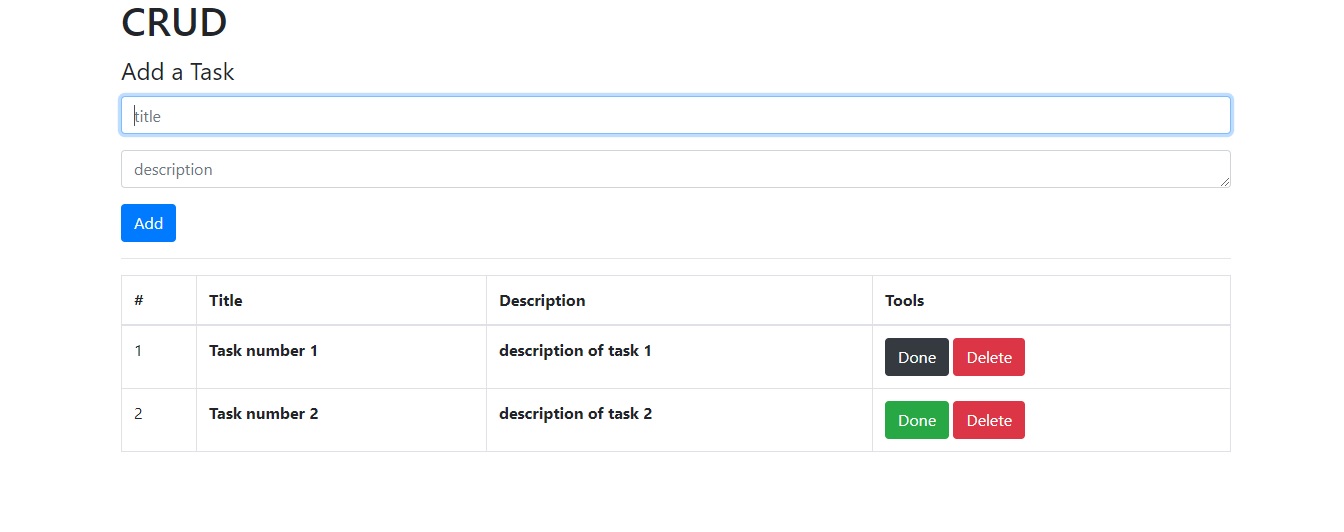 CRUD
Add a Task
title
description
Add
# Title Description Tools
1 Task number 1 description of task 1 Done Delete
2 Task number 2 description of task 2 Done Delete